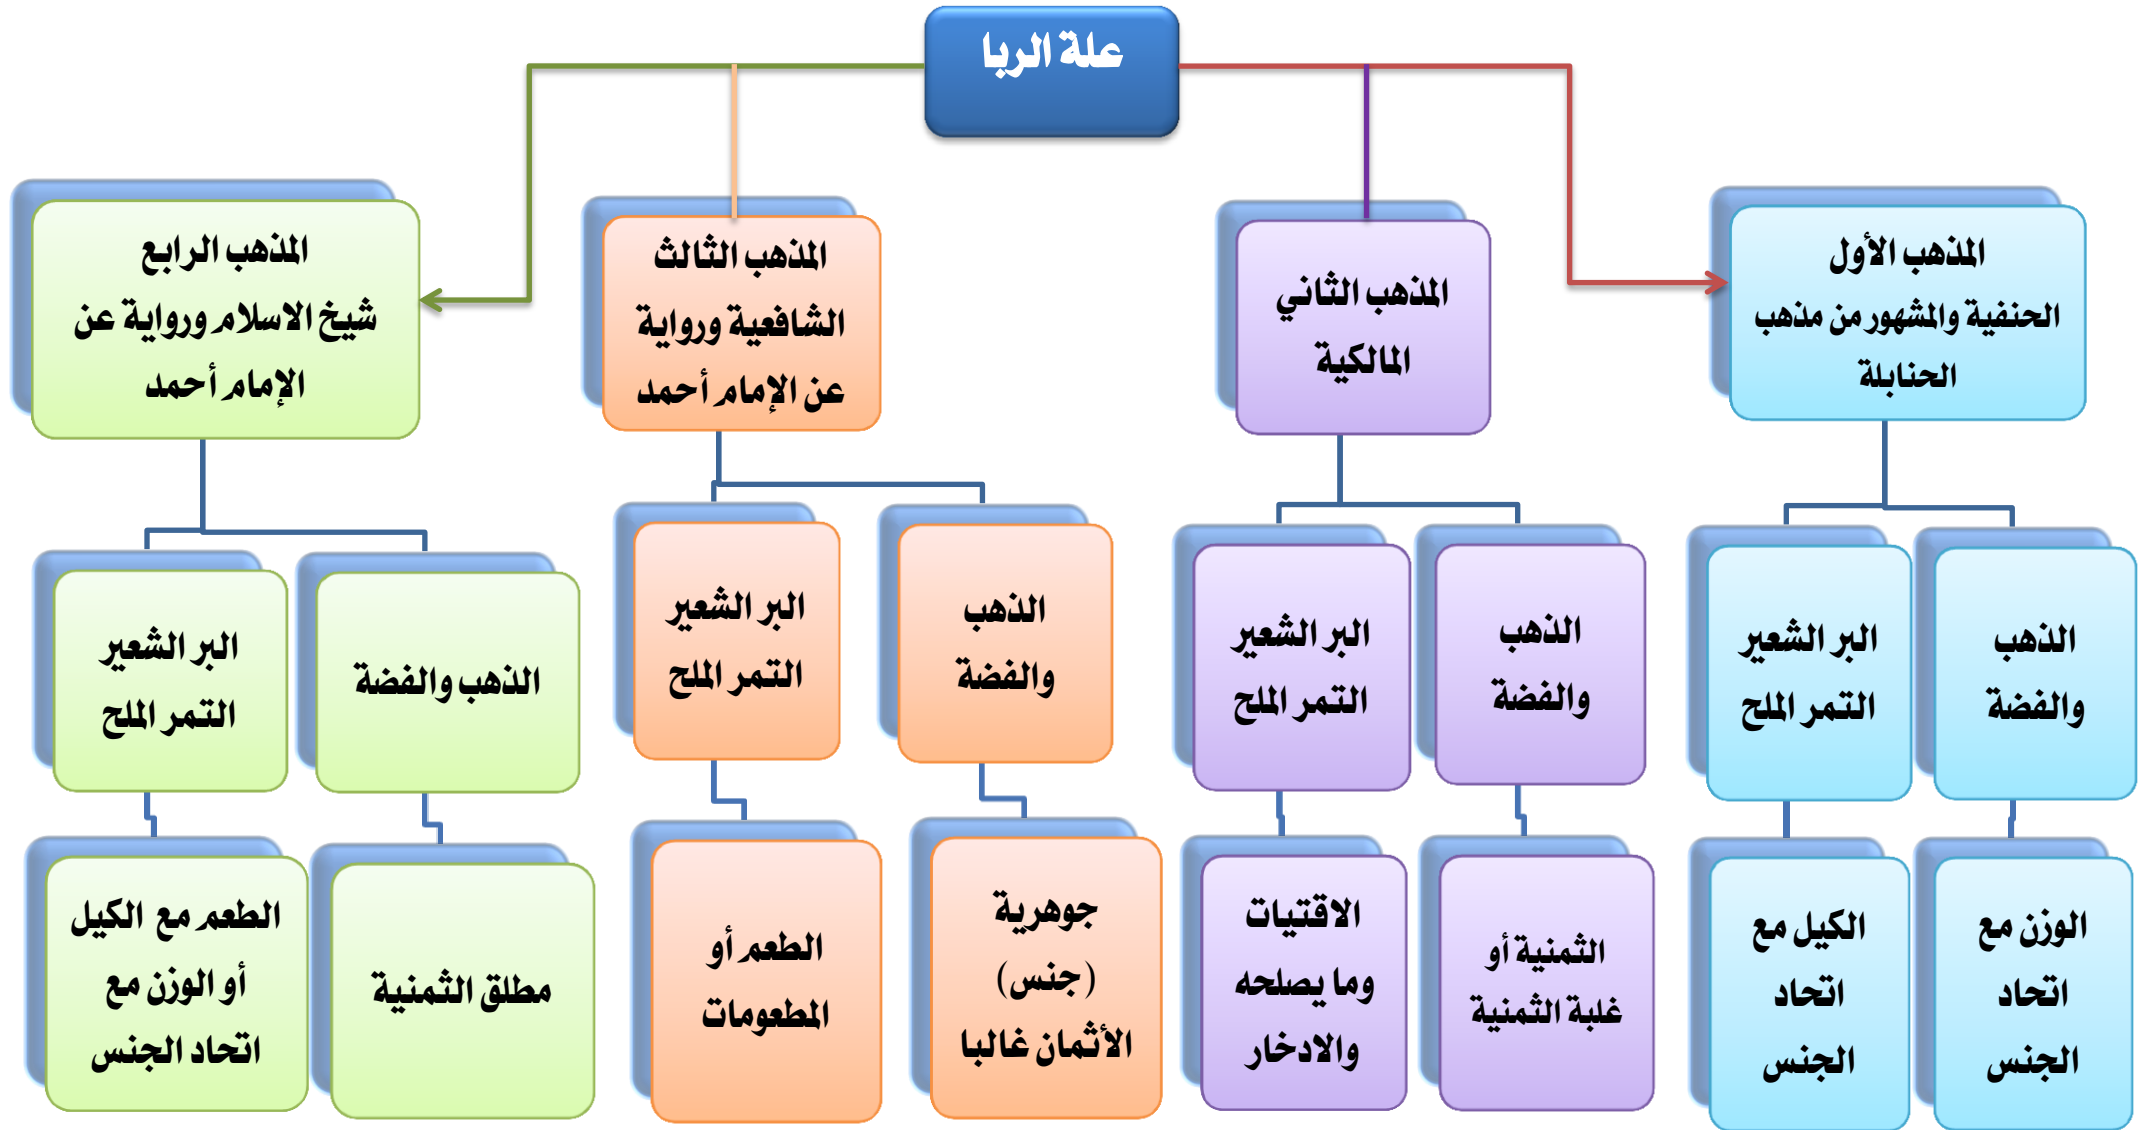 علة الربا
المذهب الأول
الحنفية والمشهور من مذهب
الحنابلة
المذهب الثاني
المالكية
المذهب الثالث
الشافعية ورواية
عن الإمام أحمد
المذهب الرابع
شيخ الاسلام ورواية عن
الإمام أحمد
الذهب
والفضة
البر الشعير
التمر الملح
الذهب
والفضة
البر الشعير
التمر الملح
الذهب
والفضة
البر الشعير
التمر الملح
الذهب والفضة
البر الشعير
التمر الملح
الوزن مع
اتحاد
الجنس
الكيل مع
اتحاد
الجنس
الثمنية أو
غلبة الثمنية
الاقتيات
وما يصلحه
والادخار
جوهرية
(جنس)
الأثمان غالبا
الطعم أو
المطعومات
مطلق الثمنية
الطعم مع الكيل
أو الوزن مع
اتحاد الجنس